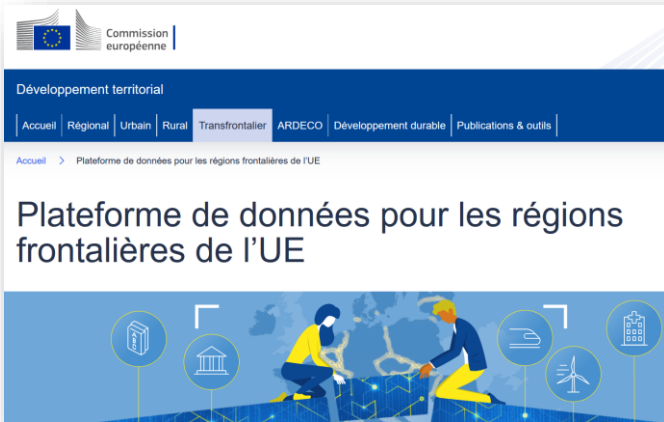 Commission
européenne
Développement territorial
Accueil Régional Urbain Rural Transfrontalier ARDECO Développement durable Publications & outils
Accueil > Plateforme de données pour les régions frontalières de l'UE
Plateforme de données pour les régions
frontalières de l'UE